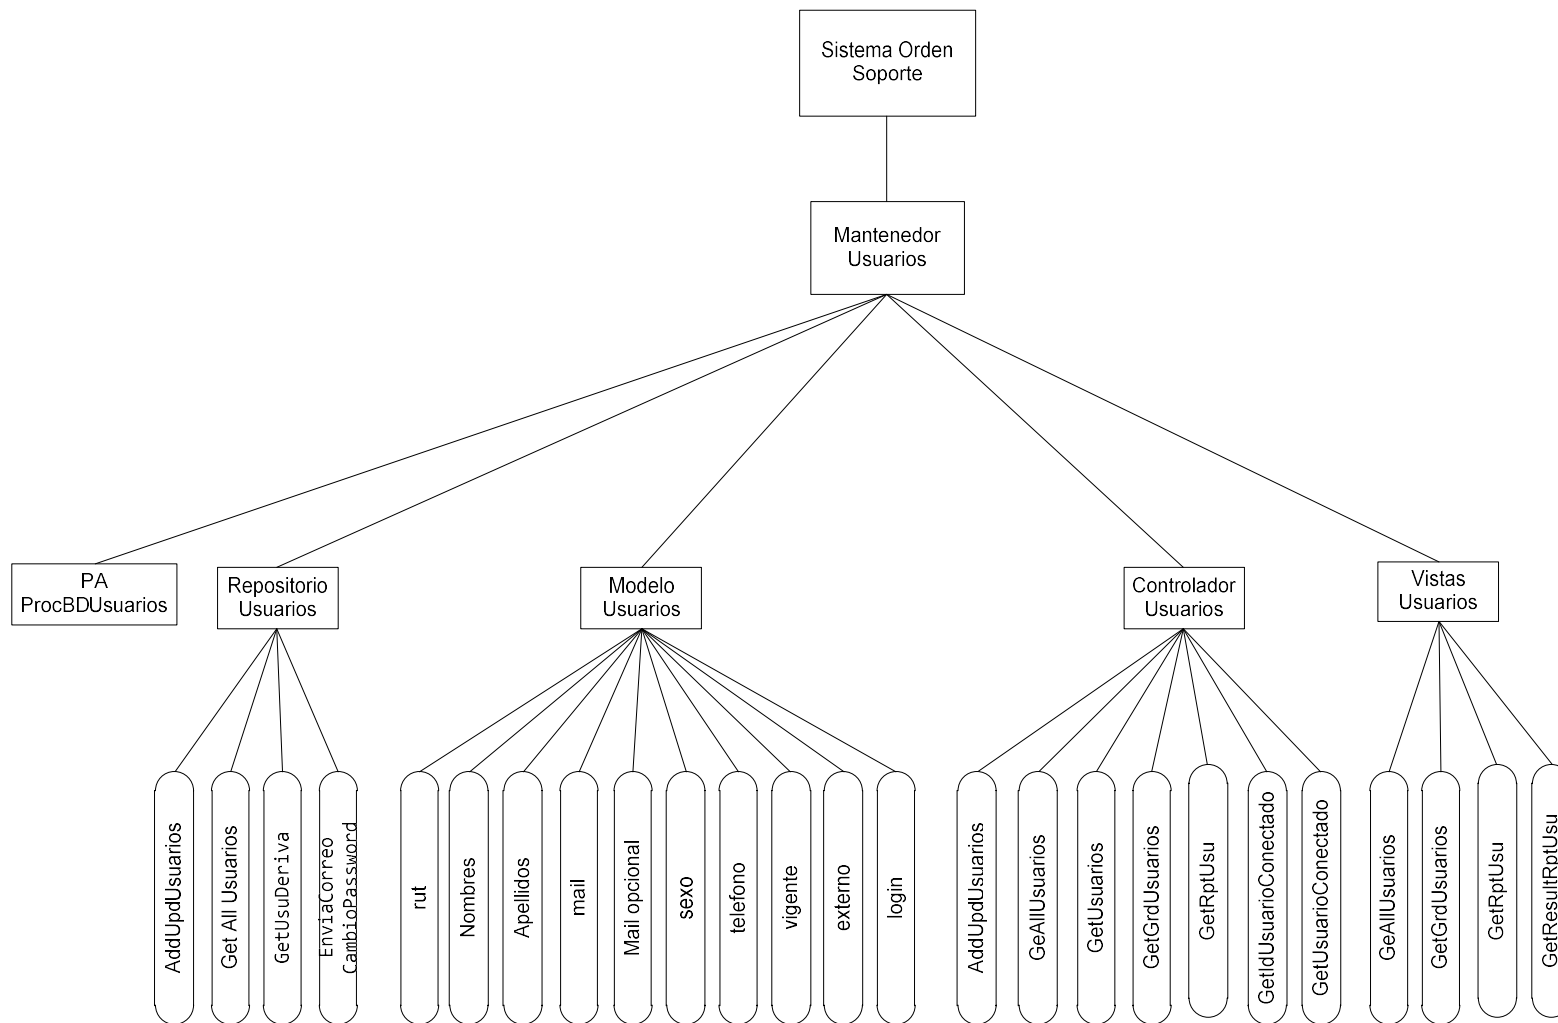 Sistema Orden
Soporte
Mantenedor
Usuarios
PA
ProcBDUsuarios
Repositorio
Usuarios
Modelo
Usuarios
Controlador
Usuarios
Vistas
Usuarios
AddUpdUsuarios
Get All Usuarios
GetUsuDeriva
EnviaCorreo
CambioPassword
rut
Nombres
Apellidos
mail
Mail opcional
sexo
telefono
vigente
externo
login
AddUpdUsuarios
GeAllUsuarios
GetUsuarios
GetGrdUsuarios
GetRptUsu
GetIdUsuarioConectado
GetUsuarioConectado
GeAllUsuarios
GetGrdUsuarios
GetRptUsu
GetResultRptUsu